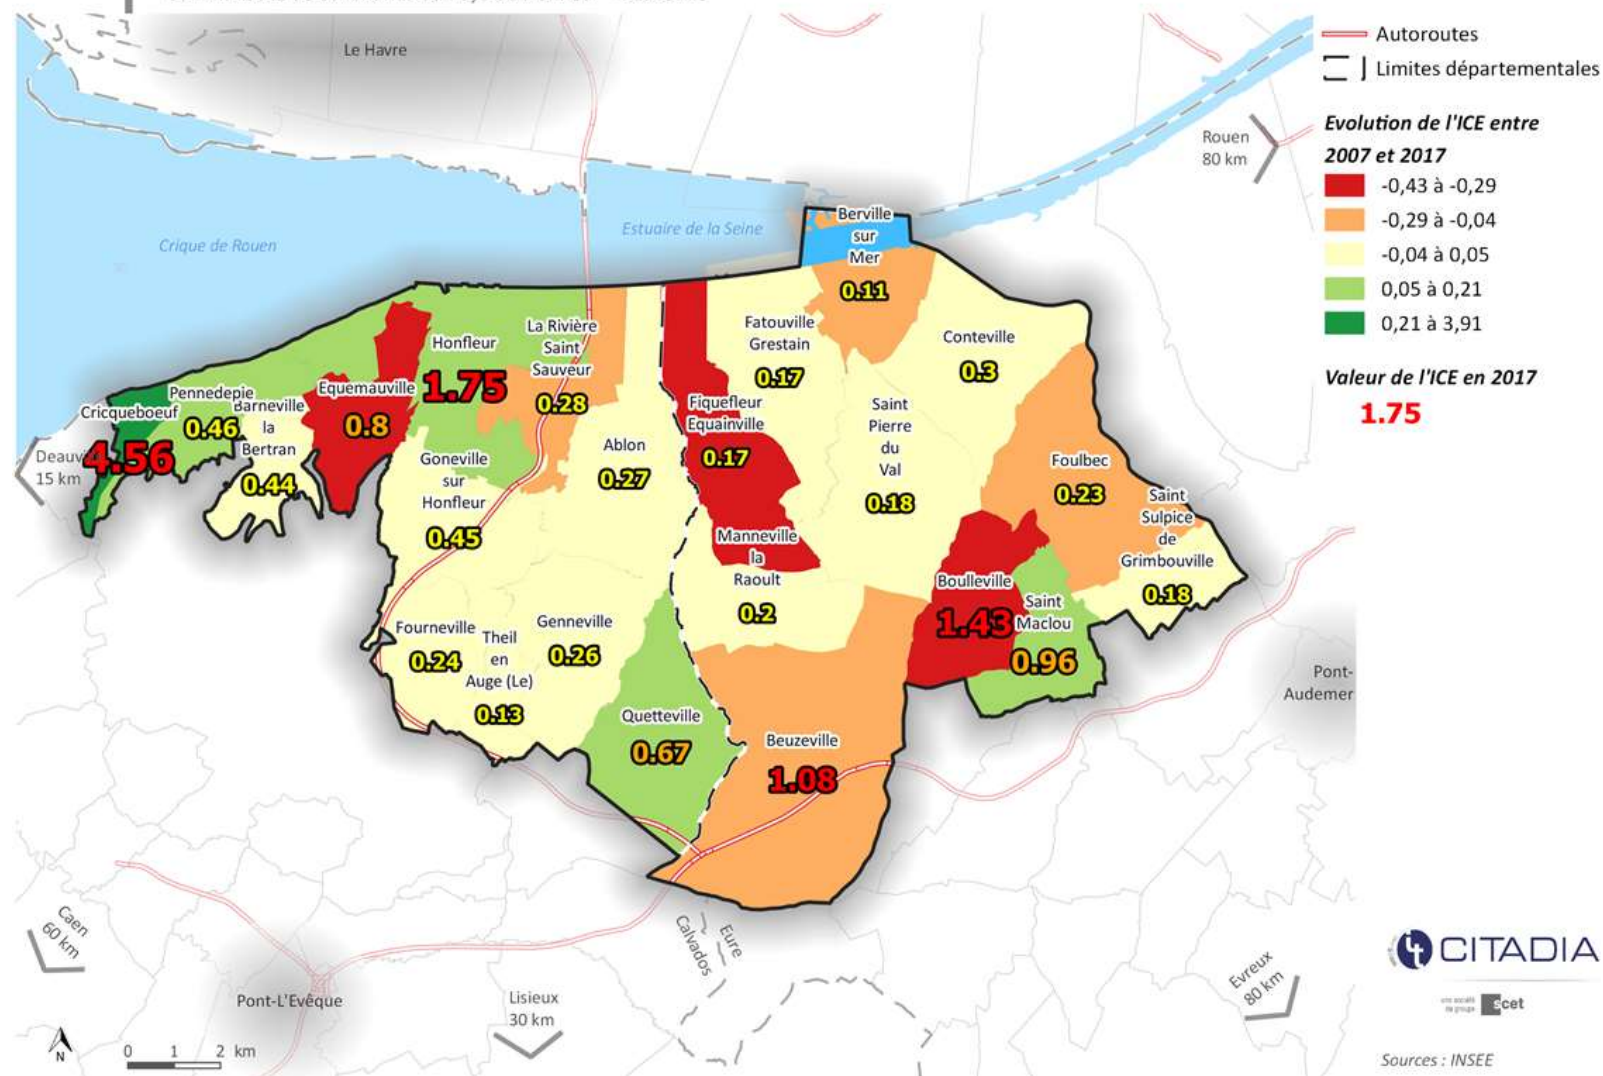 Le Havre
Autoroutes
Limites départementales
Evolution de l'ICE entre
2007 et 2017
-0,43 à -0,29
-0,29 à -0,04
-0,04 à 0,05
0,05 à 0,21
0,21 à 3,91
Valeur de l'ICE en 2017
1.75
Rouen
80 km
Crique de Rouen
Estuaire de la Seine
Berville
sur
Mer
0.11
Fatouville
Grestain
0.17
Conteville
0.3
La Rivière
Saint
Sauveur
0.28
Honfleur
1.75
Equemauville
0.8
Pennedepie
0.46
Cricqueboeuf
4.56
Barneville
la
Bertran
0.44
Deauv
15 km
Fiquefleur
Equainville
0.17
Saint
Pierre
du
Val
0.18
Ablon
0.27
Goneville
sur
Honfleur
0.45
Foulbec
0.23
Saint
Sulpice
de
Grimbouville
0.18
Manneville
la
Raoult
0.2
Boulleville
1.43
Saint
Maclou
0.96
Fourneville
0.24
Theil
en
Auge (Le)
0.13
Genneville
0.26
Quetteville
0.67
Beuzeville
1.08
Pont-
Audemer
Caen
60 km
Calvados
Eure
Pont-L'Evêque
Lisieux
30 km
Evreux
80 km
N
0 1 2 km
CITADIA
une société
du groupe
scet
Sources : INSEE